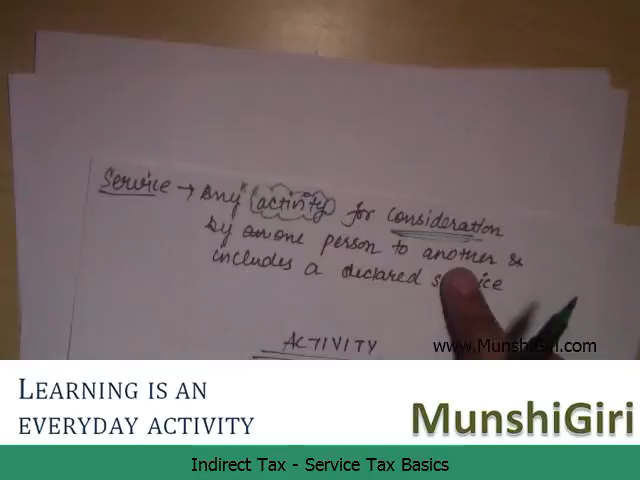 Service → Any activity for consideration
by an one person to another &
includes a declared service
ACTIVITY
www.MunshiGiri.com
LEARNING IS AN
EVERYDAY ACTIVITY
MunshiGiri
Indirect Tax - Service Tax Basics